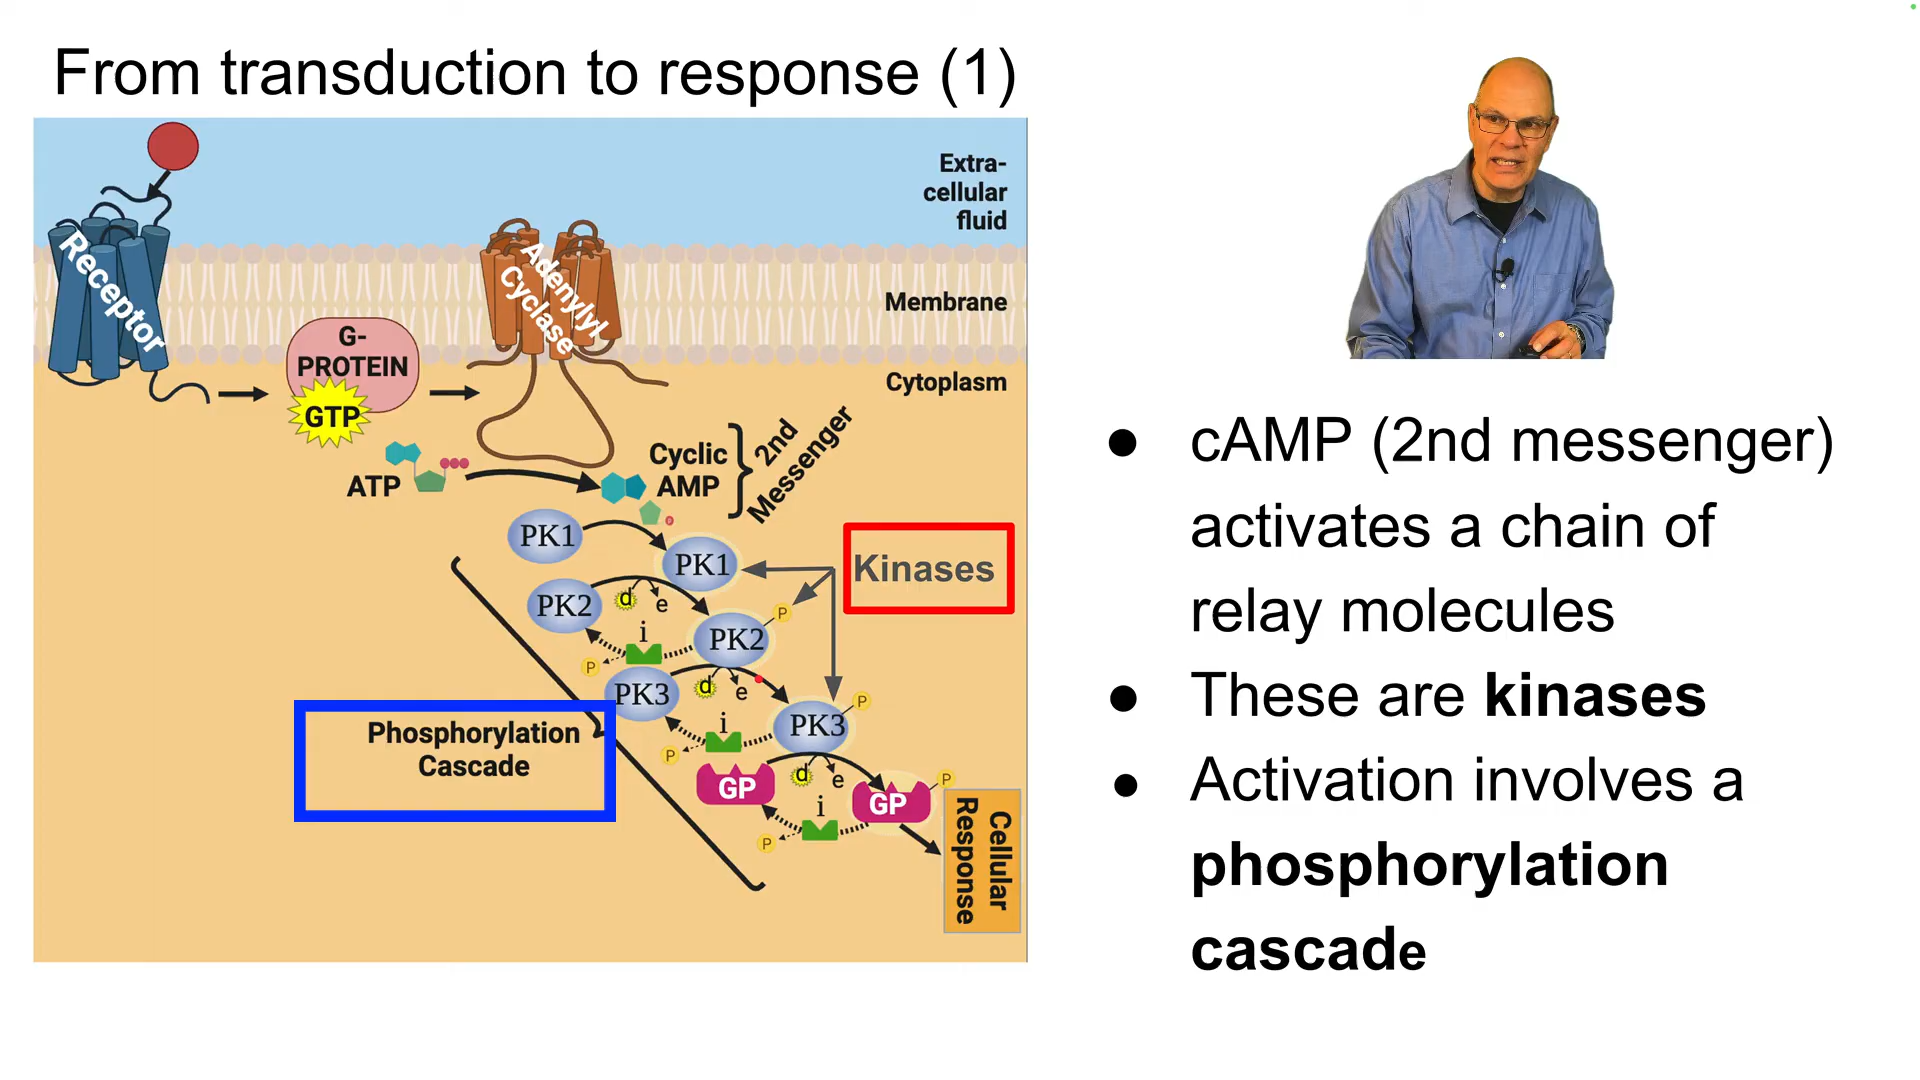 From transduction to response (1)
Extra-
cellular
fluid
Receptor
Adenylyl
Cyclase
Membrane
G-
PROTEIN
GTP
Cytoplasm
ATP
Cyclic
AMP
2nd
Messenger
PK1
PK1
Kinases
PK2
d
e
P
i
PK2
P
PK3
d
e
P
i
PK3
P
Phosphorylation
Cascade
GP
d
e
P
i
GP
P
Cellular
Response
cAMP (2nd messenger)
activates a chain of
relay molecules
These are kinases
Activation involves a
phosphorylation
cascade